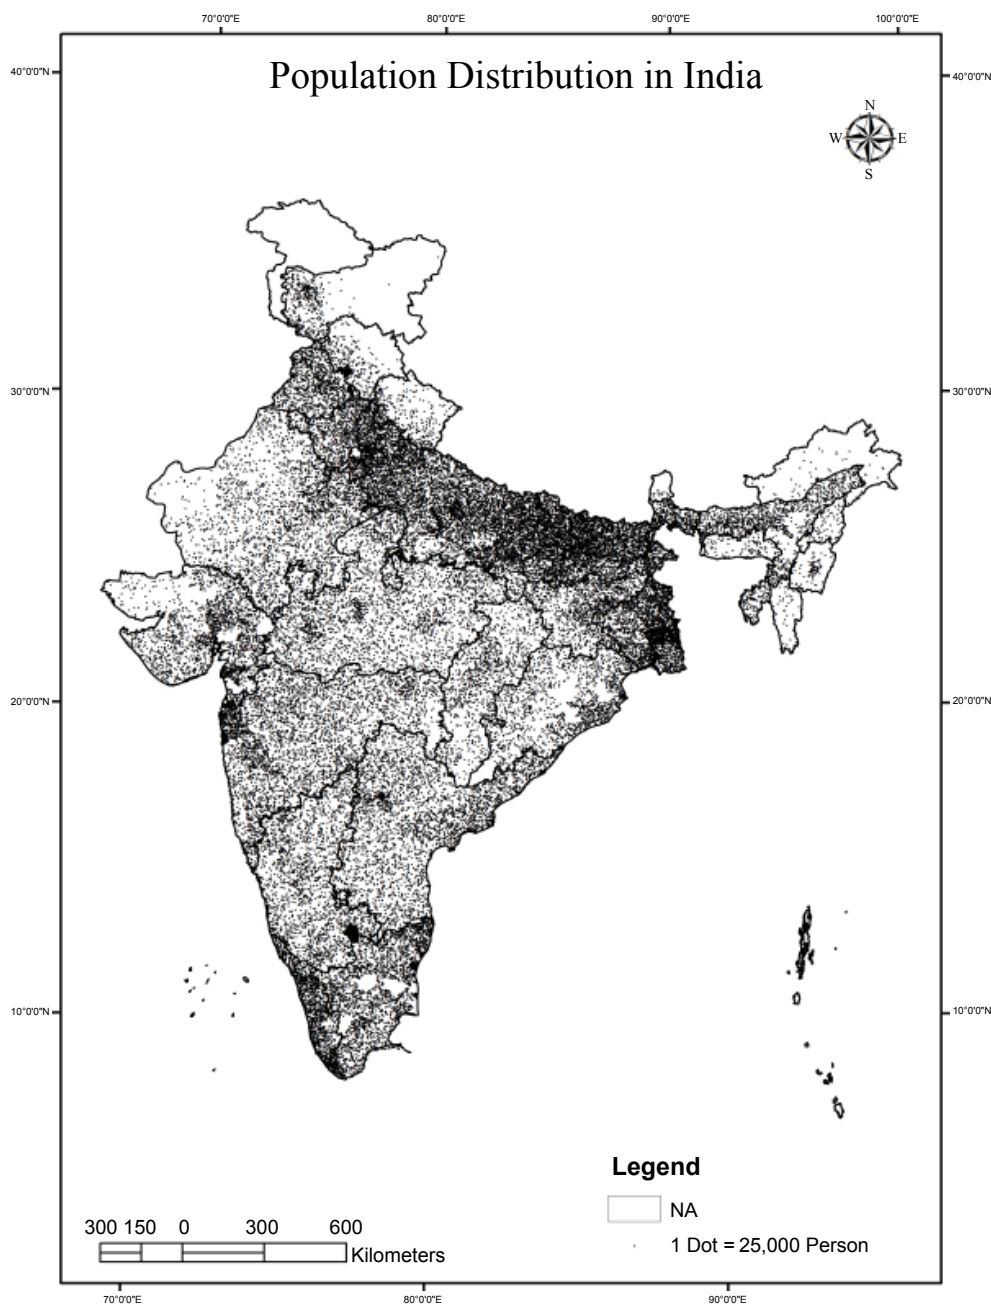 70°0'0"E 80°0'0"E 90°0'0"E 100°0'0"E
Population Distribution in India
40°0'0"N 40°0'0"N
N
W E
S
30°0'0"N 30°0'0"N
20°0'0"N 20°0'0"N
10°0'0"N 10°0'0"N
Legend
NA
1 Dot = 25,000 Person
300 150 0 300 600
Kilometers
70°0'0"E 80°0'0"E 90°0'0"E